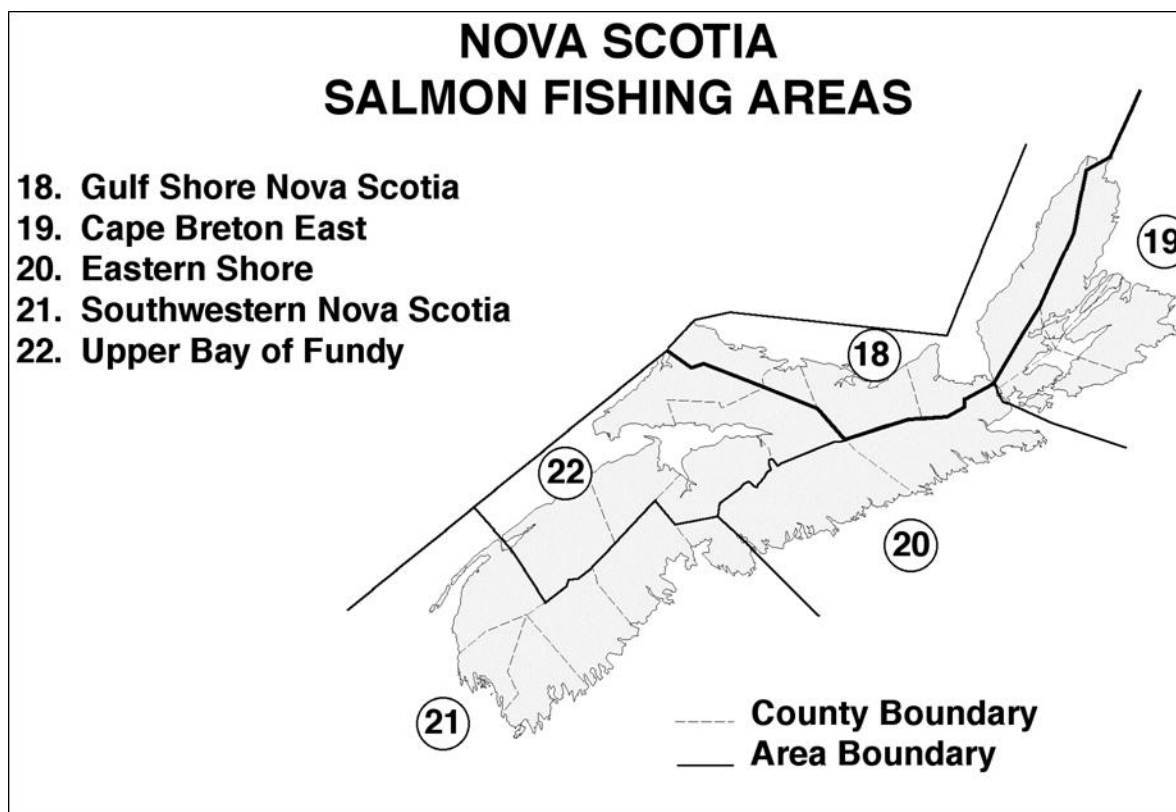 NOVA SCOTIA
SALMON FISHING AREAS
18. Gulf Shore Nova Scotia
19. Cape Breton East
20. Eastern Shore
21. Southwestern Nova Scotia
22. Upper Bay of Fundy
19
18
22
20
21
County Boundary
Area Boundary